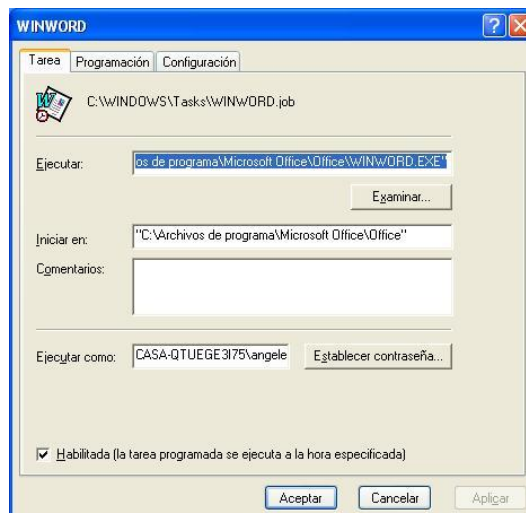 WINWORD
Tarea Programación Configuración
C:\WINDOWS\Tasks\WINWORD.job
Ejecutar: os de programa\Microsoft Office\Office\WINWORD.EXE"
Examinar...
Iniciar en: "C:\Archivos de programa\Microsoft Office\Office"
Comentarios:
Ejecutar como: CASA-QTUEGE3I75\angele Establecer contraseña...
Habilitada (la tarea programada se ejecuta a la hora especificada)
Aceptar Cancelar Aplicar